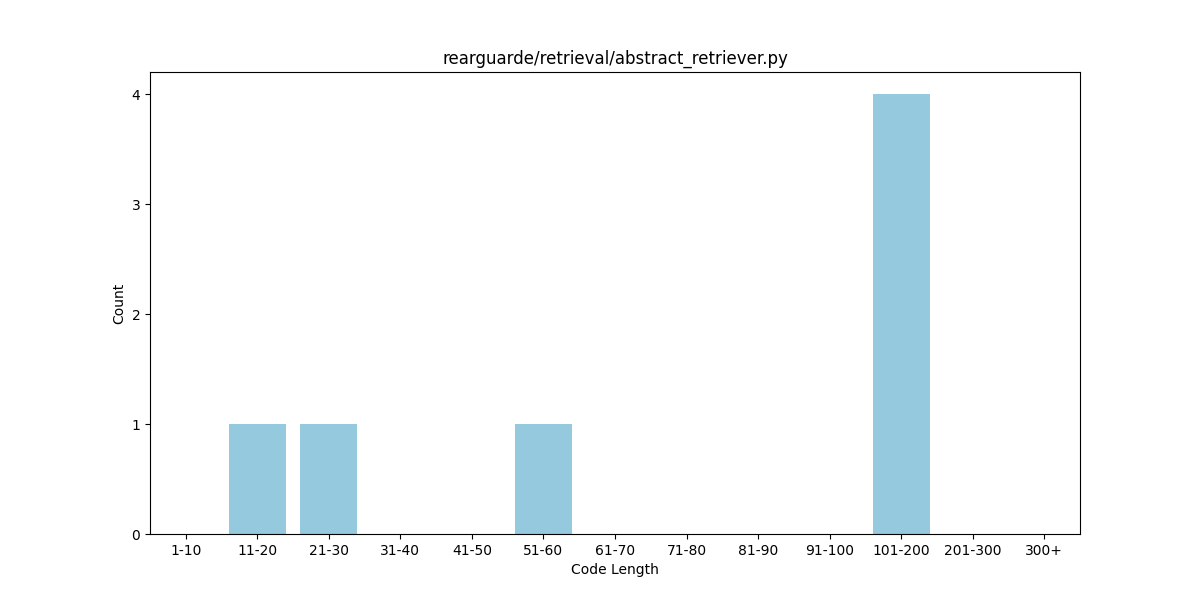 rearguarde/retrieval/abstract_retriever.py
4
3
2
1
0
Count
1-10 11-20 21-30 31-40 41-50 51-60 61-70 71-80 81-90 91-100 101-200 201-300 300+
Code Length